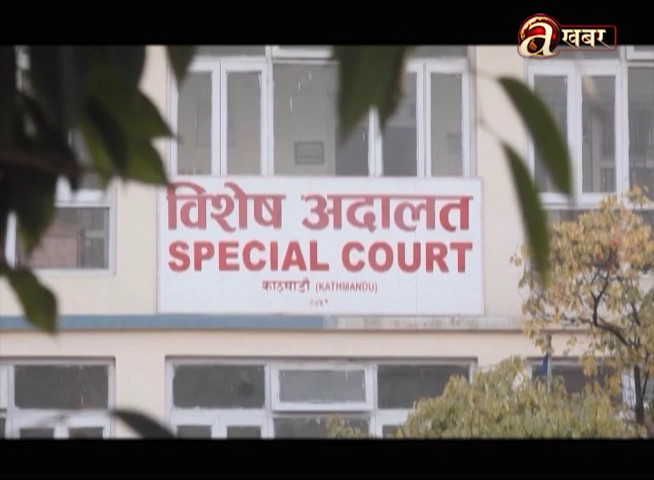 a खबर
विशेष अदालत
SPECIAL COURT
काठमाडौं (KATHMANDU)